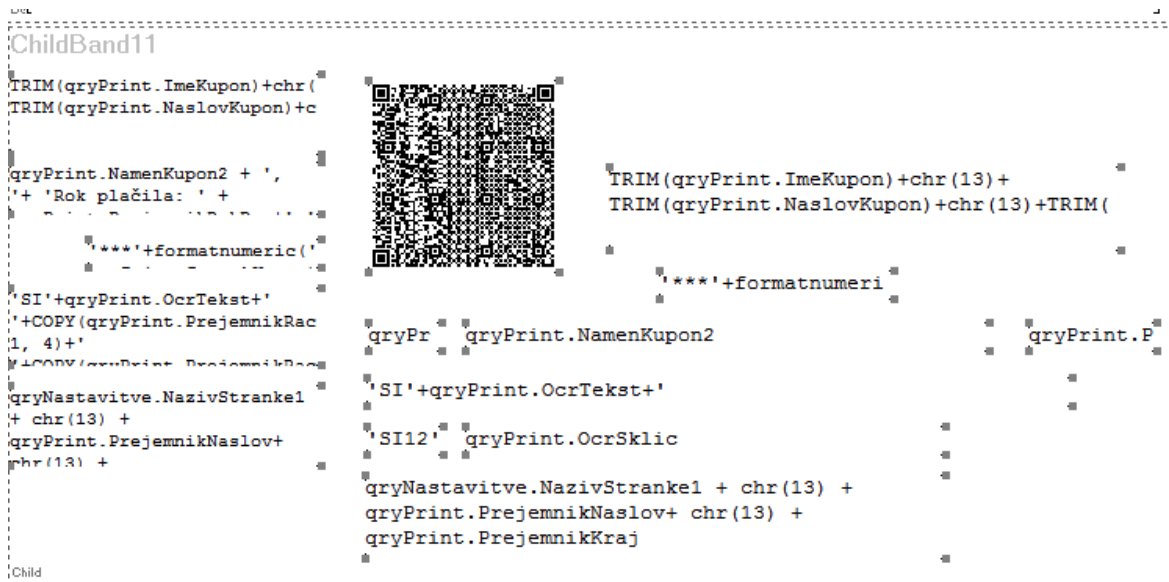 ChildBand11
TRIM(qryPrint.ImeKupon)+chr(
TRIM(qryPrint.NaslovKupon)+c
qryPrint.NamenKupon2 + ',
'+ 'Rok plačila: ' +
'***'+formatnumeric('
'SI'+qryPrint.OcrTekst+'
'+COPY(qryPrint.PrejemnikRac
1, 4)+'
'+COPY(qryPrint.PrejemnikRac
qryNastavitve.NazivStranke1
+ chr(13) +
qryPrint.PrejemnikNaslov+
chr(13) +
TRIM(qryPrint.ImeKupon)+chr(13)+
TRIM(qryPrint.NaslovKupon)+chr(13)+TRIM(
'***'+formatnumeri
qryPr qryPrint.NamenKupon2 qryPrint.P
'SI'+qryPrint.OcrTekst+'
'SI12' qryPrint.OcrSklic
qryNastavitve.NazivStranke1 + chr(13) +
qryPrint.PrejemnikNaslov+ chr(13) +
qryPrint.PrejemnikKraj
Child